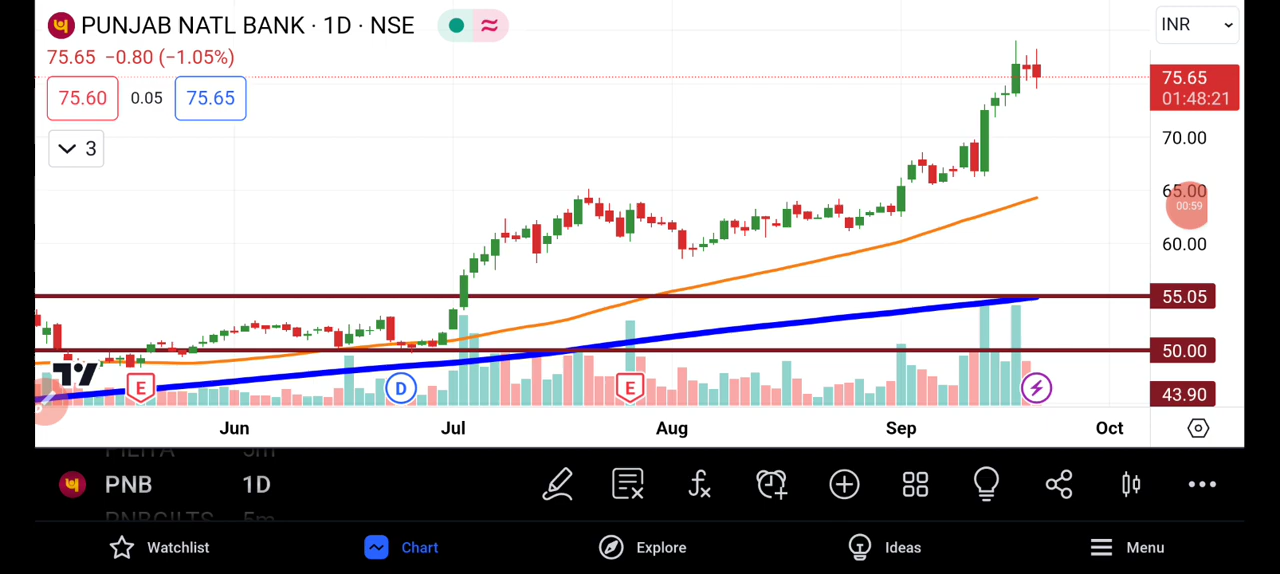 PUNJAB NATL BANK · 1D · NSE
INR
75.65 −0.80 (−1.05%)
75.65
01:48:21
75.60 0.05 75.65
3
70.00
65.00
00:59
60.00
55.05
50.00
43.90
E D E
Jun Jul Aug Sep Oct
PNB 1D
PNBGILTS 5m
Watchlist Chart Explore Ideas Menu